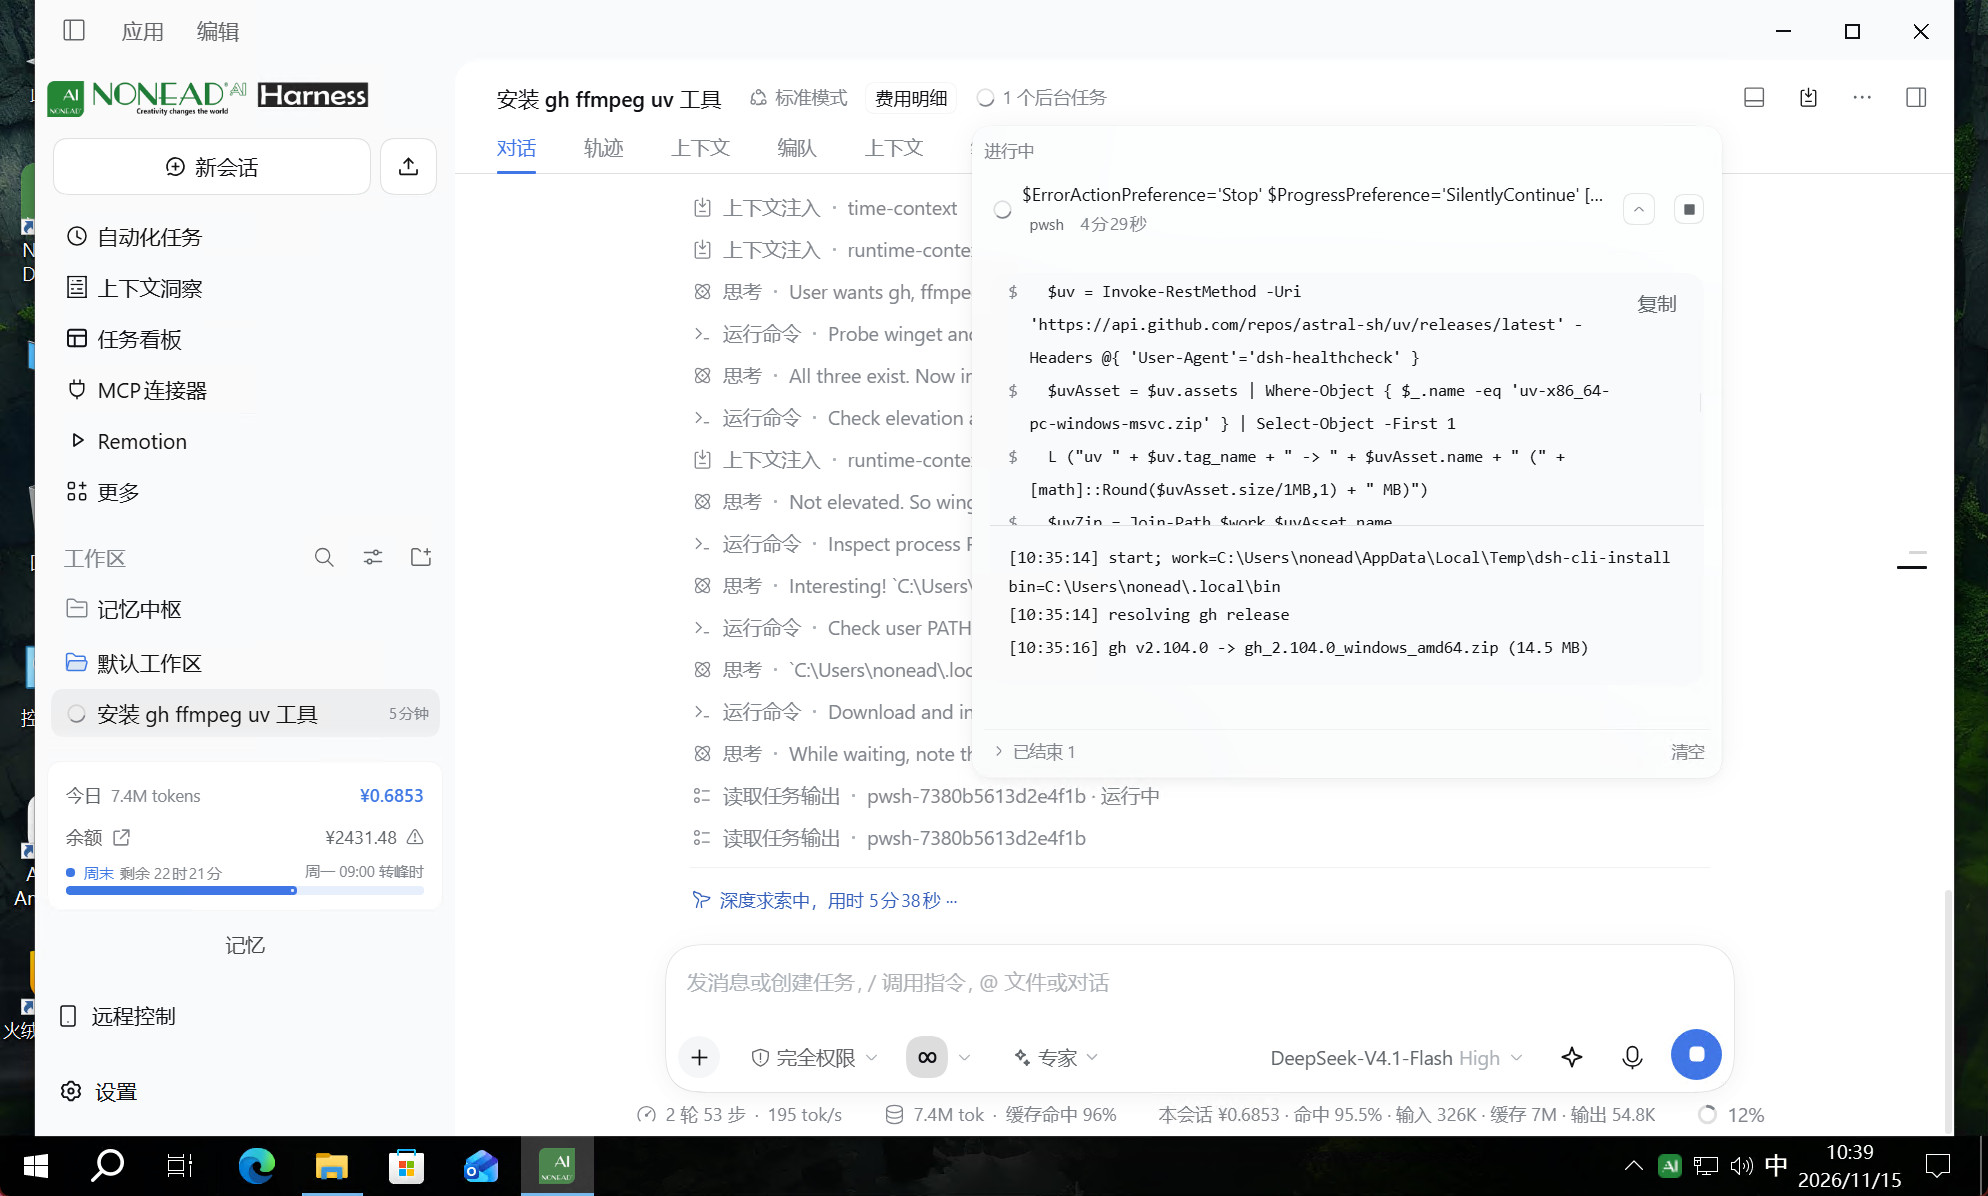 应用 编辑
AI NONEAD NONEAD AI Harness
Creativity changes the world
新会话
自动化任务
上下文洞察
任务看板
MCP连接器
Remotion
更多
工作区
记忆中枢
默认工作区
安装 gh ffmpeg uv 工具 5分钟
今日 7.4M tokens ¥0.6853
余额 ¥2431.48
周末 剩余 22时21分 周一 09:00 转峰时
记忆
远程控制
设置
安装 gh ffmpeg uv 工具 标准模式 费用明细 1 个后台任务
对话 轨迹 上下文 编队 上下文
上下文注入 · time-context
上下文注入 · runtime-conte
思考 · User wants gh, ffmpe
运行命令 · Probe winget and
思考 · All three exist. Now in
运行命令 · Check elevation a
上下文注入 · runtime-conte
思考 · Not elevated. So wing
运行命令 · Inspect process P
思考 · Interesting! `C:\Users\
运行命令 · Check user PATH
思考 · `C:\Users\nonead\.loc
运行命令 · Download and in
思考 · While waiting, note th
读取任务输出 · pwsh-7380b5613d2e4f1b · 运行中
读取任务输出 · pwsh-7380b5613d2e4f1b
深度求索中，用时 5分38秒 ...
进行中
$ErrorActionPreference='Stop' $ProgressPreference='SilentlyContinue' [...
pwsh 4分29秒
复制
$ $uv = Invoke-RestMethod -Uri
'https://api.github.com/repos/astral-sh/uv/releases/latest' -
Headers @{ 'User-Agent'='dsh-healthcheck' }
$ $uvAsset = $uv.assets | Where-Object { $_.name -eq 'uv-x86_64-
pc-windows-msvc.zip' } | Select-Object -First 1
$ L ("uv " + $uv.tag_name + " -> " + $uvAsset.name + " (" +
[math]::Round($uvAsset.size/1MB,1) + " MB)")
$ $uvZip = Join-Path $work $uvAsset.name
[10:35:14] start; work=C:\Users\nonead\AppData\Local\Temp\dsh-cli-install
bin=C:\Users\nonead\.local\bin
[10:35:14] resolving gh release
[10:35:16] gh v2.104.0 -> gh_2.104.0_windows_amd64.zip (14.5 MB)
已结束 1 清空
发消息或创建任务, / 调用指令, @ 文件或对话
完全权限 专家 DeepSeek-V4.1-Flash High
2 轮 53 步 · 195 tok/s 7.4M tok · 缓存命中 96% 本会话 ¥0.6853 · 命中 95.5% · 输入 326K · 缓存 7M · 输出 54.8K 12%
AI NONEAD
AI 中 10:39
2026/11/15